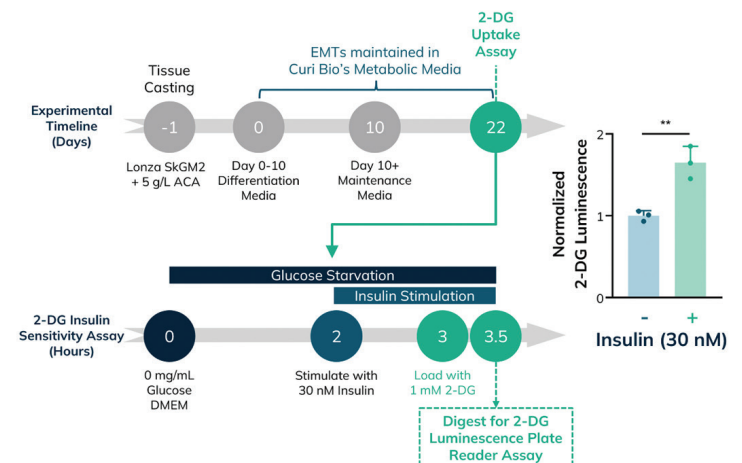 2-DG
Uptake
Assay
EMTs maintained in
Curi Bio's Metabolic Media
Tissue
Casting
Experimental
Timeline
(Days)
-1
0
10
22
Lonza SkGM2
+ 5 g/L ACA
Day 0-10
Differentiation
Media
Day 10+
Maintenance
Media
Normalized
2-DG Luminescence
2
1
0
**
-
+
Insulin (30 nM)
Glucose Starvation
Insulin Stimulation
2-DG Insulin
Sensitivity Assay
(Hours)
0
2
3
3.5
0 mg/mL
Glucose
DMEM
Stimulate with
30 nM Insulin
Load with
1 mM 2-DG
Digest for 2-DG
Luminescence Plate
Reader Assay